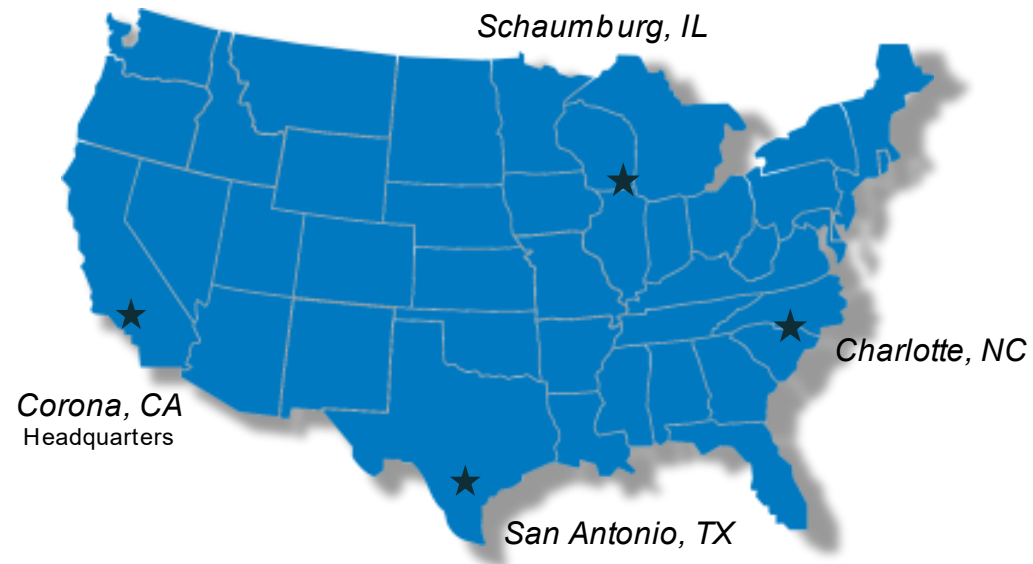 Schaumburg, IL
Charlotte, NC
Corona, CA
Headquarters
San Antonio, TX